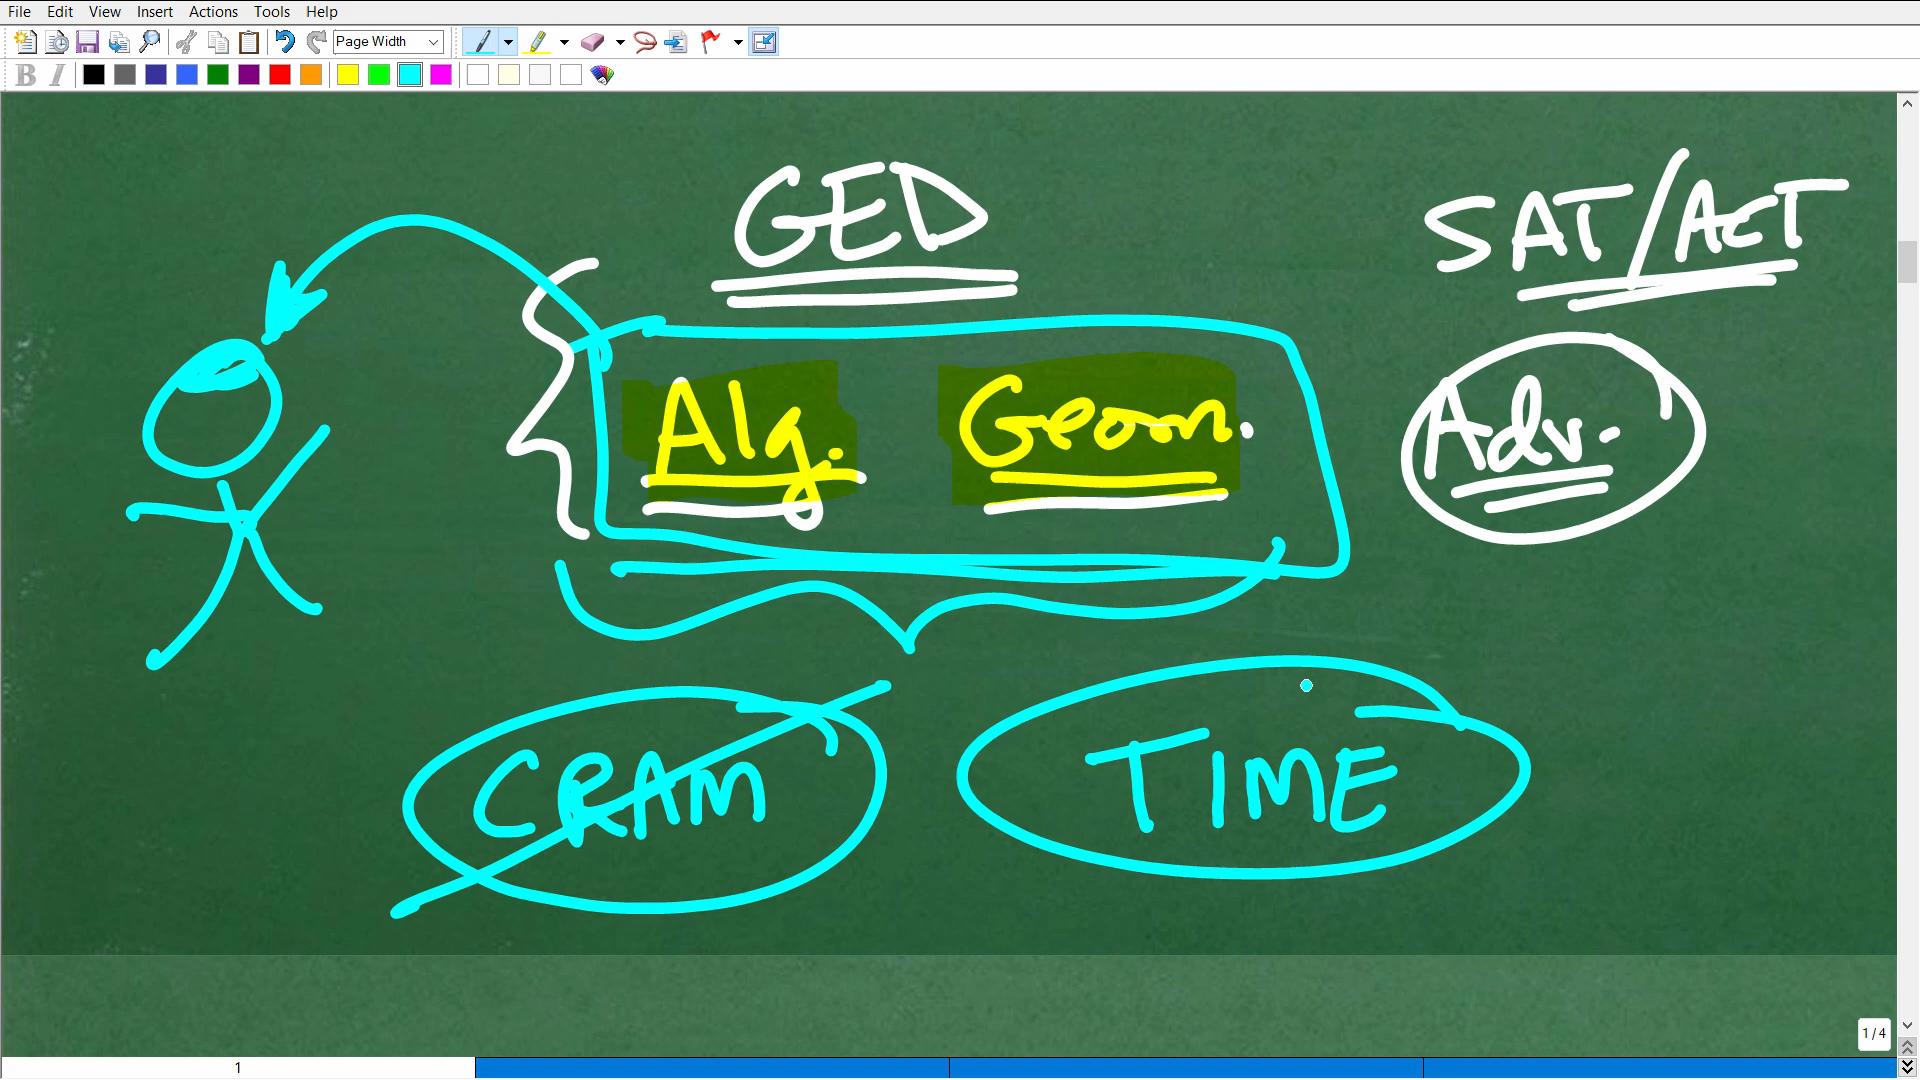 File Edit View Insert Actions Tools Help
Page Width
B I
GED SAT/ACT
Alg. Geom. Adv.
CRAM TIME
1 / 4
1